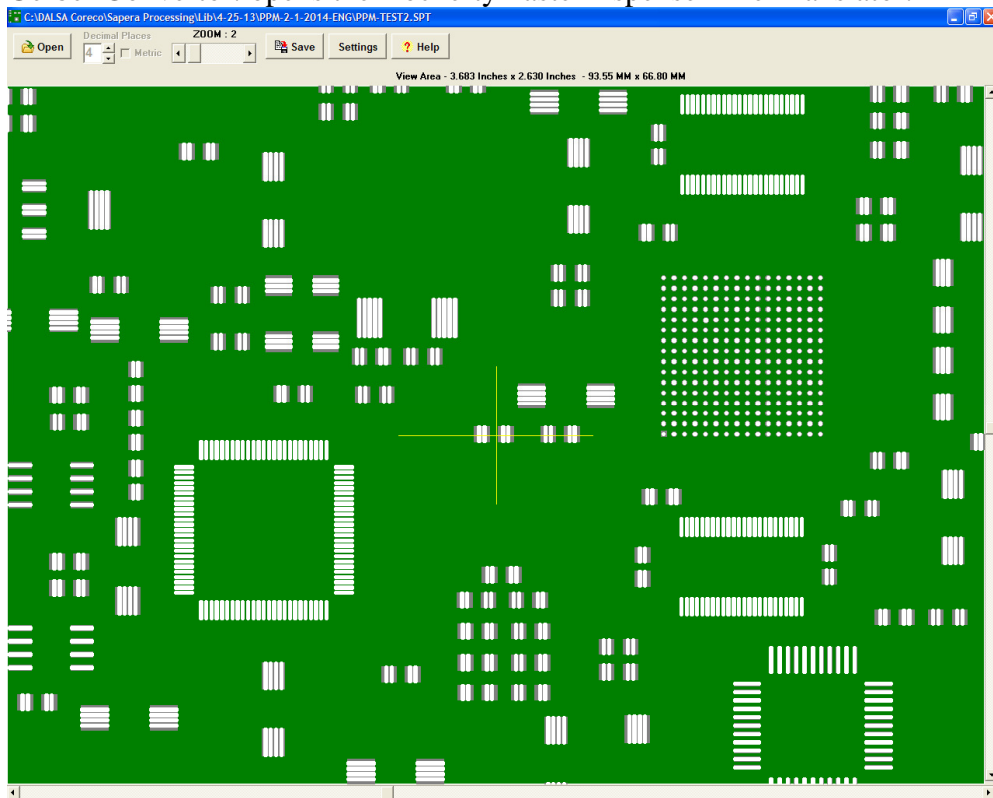 C:\DALSA Coreco\Sapera Processing\Lib\4-25-13\PPM-2-1-2014-ENG\PPM-TEST2.SPT
Open
Decimal Places
4
Metric
ZOOM : 2
Save
Settings
? Help
View Area - 3.683 Inches x 2.630 Inches - 93.55 MM x 66.80 MM